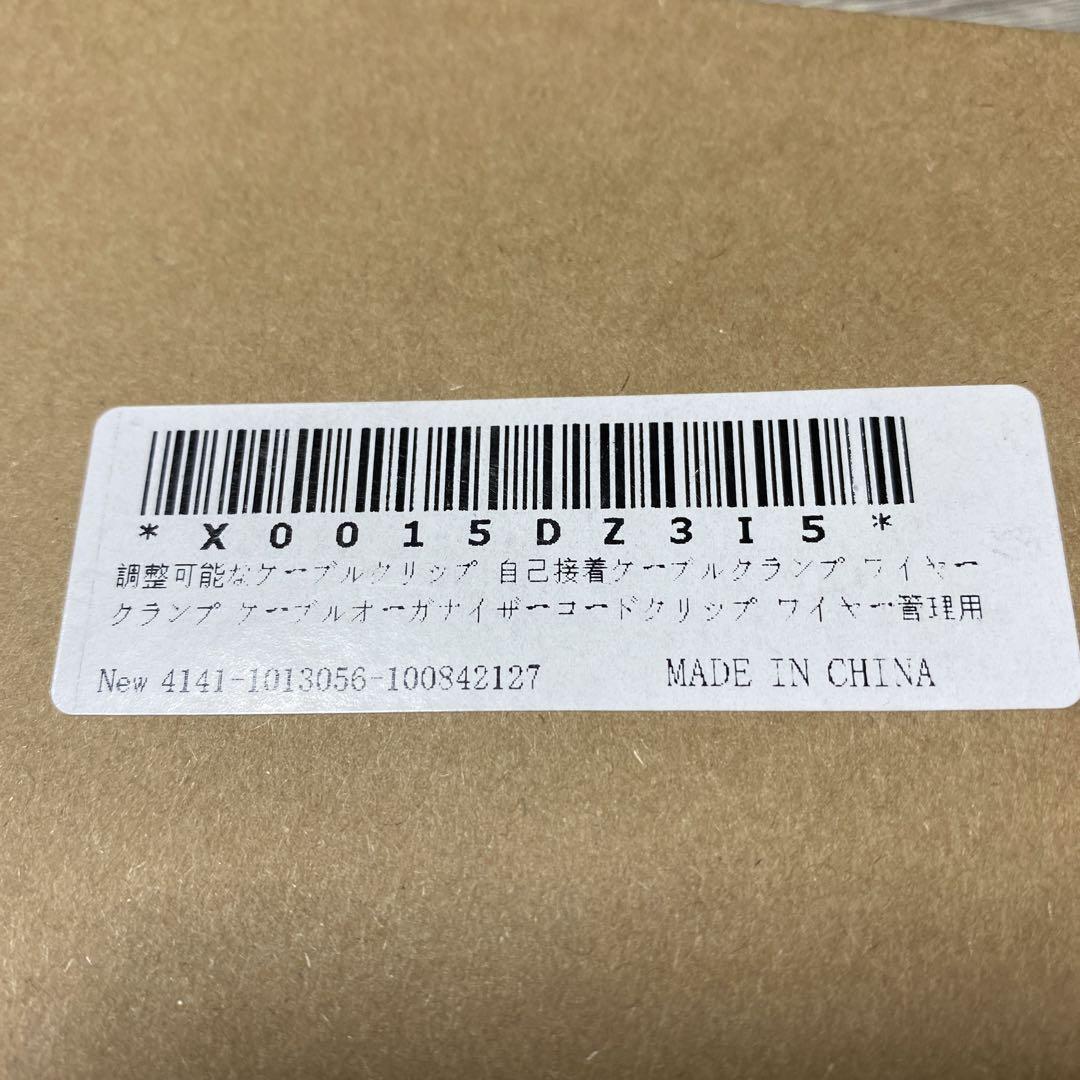 *X0015DZ3I5*
調整可能なケーブルクリップ 自己接着ケーブルクランプ ワイヤー
クランプ ケーブルオーガナイザーコードクリップ ワイヤー管理用
New 4141-1013056-100842127 MADE IN CHINA